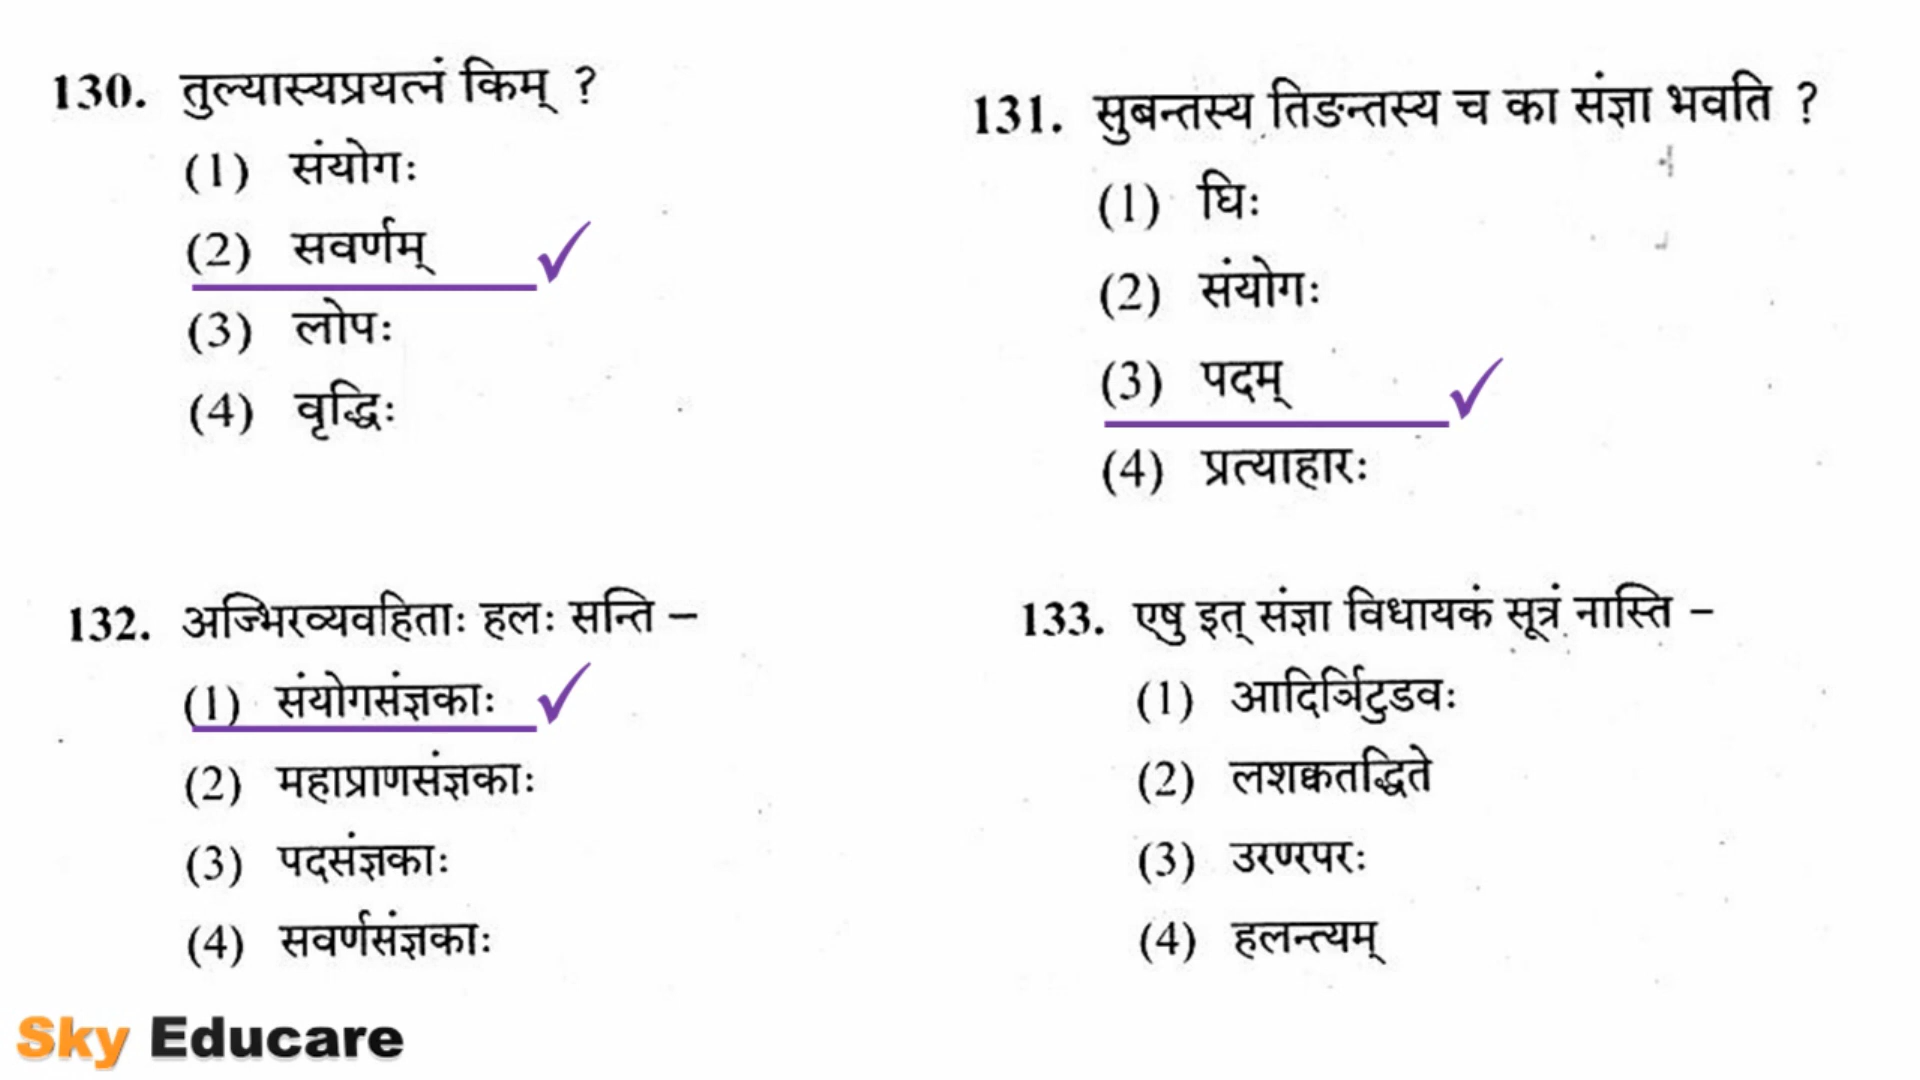 130. तुल्यास्यप्रयत्नं किम् ?
(1) संयोगः
(2) सवर्णम्
(3) लोपः
(4) वृद्धिः
131. सुबन्तस्य तिङन्तस्य च का संज्ञा भवति ?
(1) घिः
(2) संयोगः
(3) पदम्
(4) प्रत्याहारः
132. अज्भिरव्यवहिताः हलः सन्ति –
(1) संयोगसंज्ञकाः
(2) महाप्राणसंज्ञकाः
(3) पदसंज्ञकाः
(4) सवर्णसंज्ञकाः
133. एषु इत् संज्ञा विधायकं सूत्रं नास्ति –
(1) आदिर्ञिटुडवः
(2) लशक्वतद्धिते
(3) उरण्रपरः
(4) हलन्त्यम्
Sky Educare